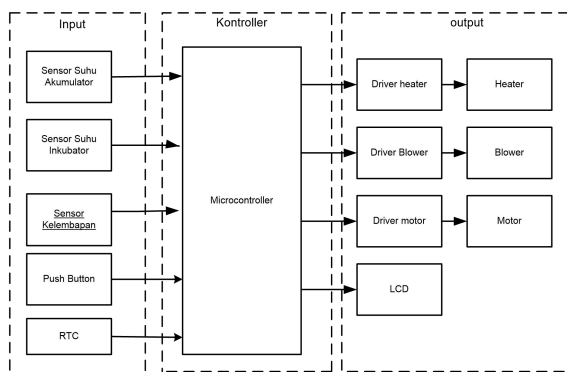 Input
Kontroller
output
Sensor Suhu
Akumulator
Sensor Suhu
Inkubator
Sensor
Kelembapan
Push Button
RTC
Microcontroller
Driver heater
Heater
Driver Blower
Blower
Driver motor
Motor
LCD